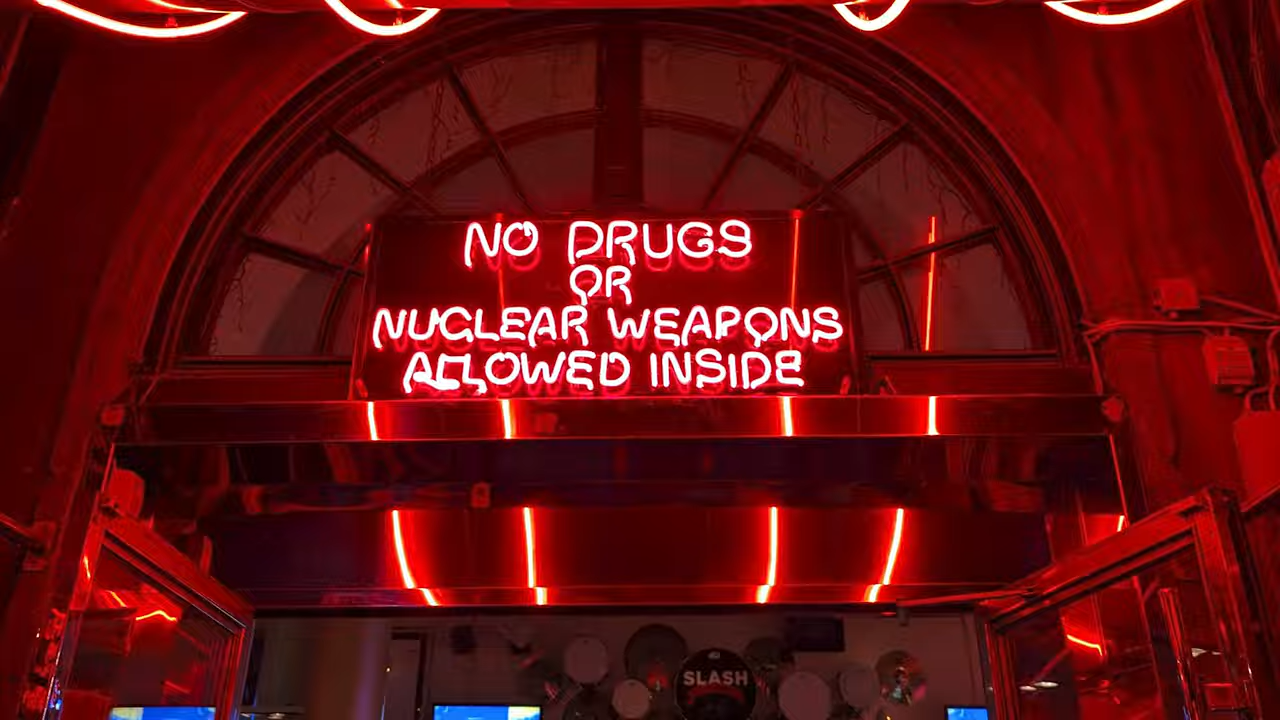 NO DRUGS
OR
NUCLEAR WEAPONS
ALLOWED INSIDE
SLASH